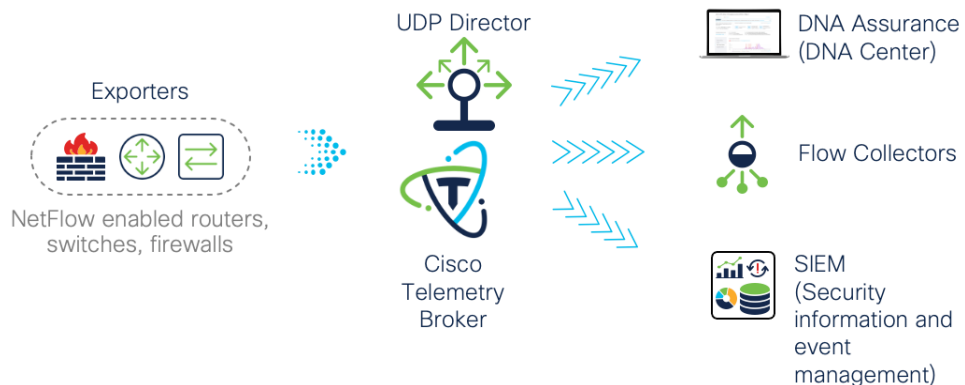 Exporters
NetFlow enabled routers,
switches, firewalls
UDP Director
Cisco
Telemetry
Broker
DNA Assurance
(DNA Center)
Flow Collectors
SIEM
(Security
information and
event
management)